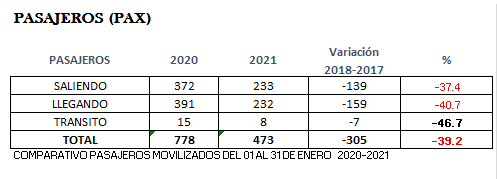 PASAJEROS (PAX)
PASAJEROS 2020 2021 Variación 2018-2017 %
SALIENDO 372 233 -139 -37.4
LLEGANDO 391 232 -159 -40.7
TRANSITO 15 8 -7 -46.7
TOTAL 778 473 -305 -39.2
COMPARATIVO PASAJEROS MOVILIZADOS DEL 01 AL 31 DE ENERO 2020-2021